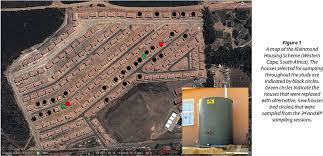 Figure 1
A map of the Kleinmond
Housing Scheme (Western
Cape, South Africa). The
houses selected for sampling
throughout the study are
indicated by black circles.
Green circles indicate the
houses that were replaced
with alternative, new houses
(red circles) that were
sampled from the 3rd and 6th
sampling sessions.